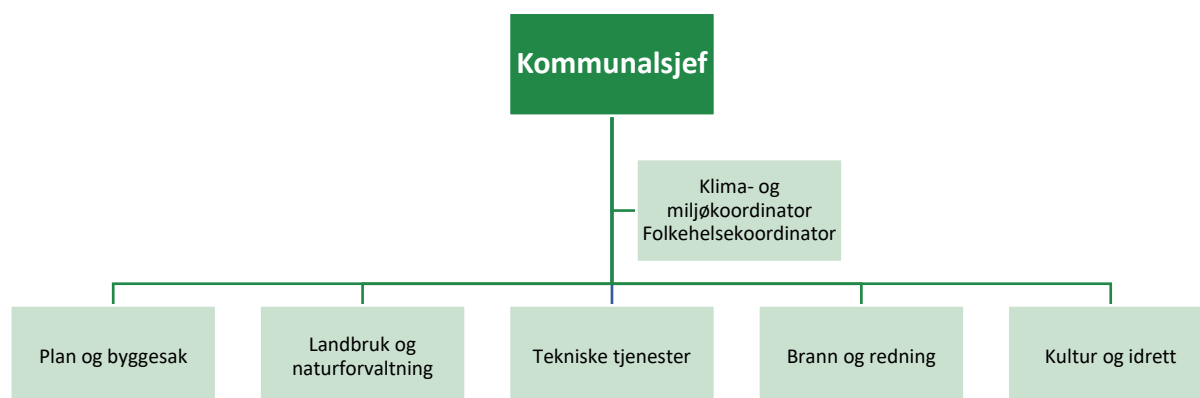 Kommunalsjef
Klima- og
miljøkoordinator
Folkehelsekoordinator
Plan og byggesak
Landbruk og
naturforvaltning
Tekniske tjenester
Brann og redning
Kultur og idrett